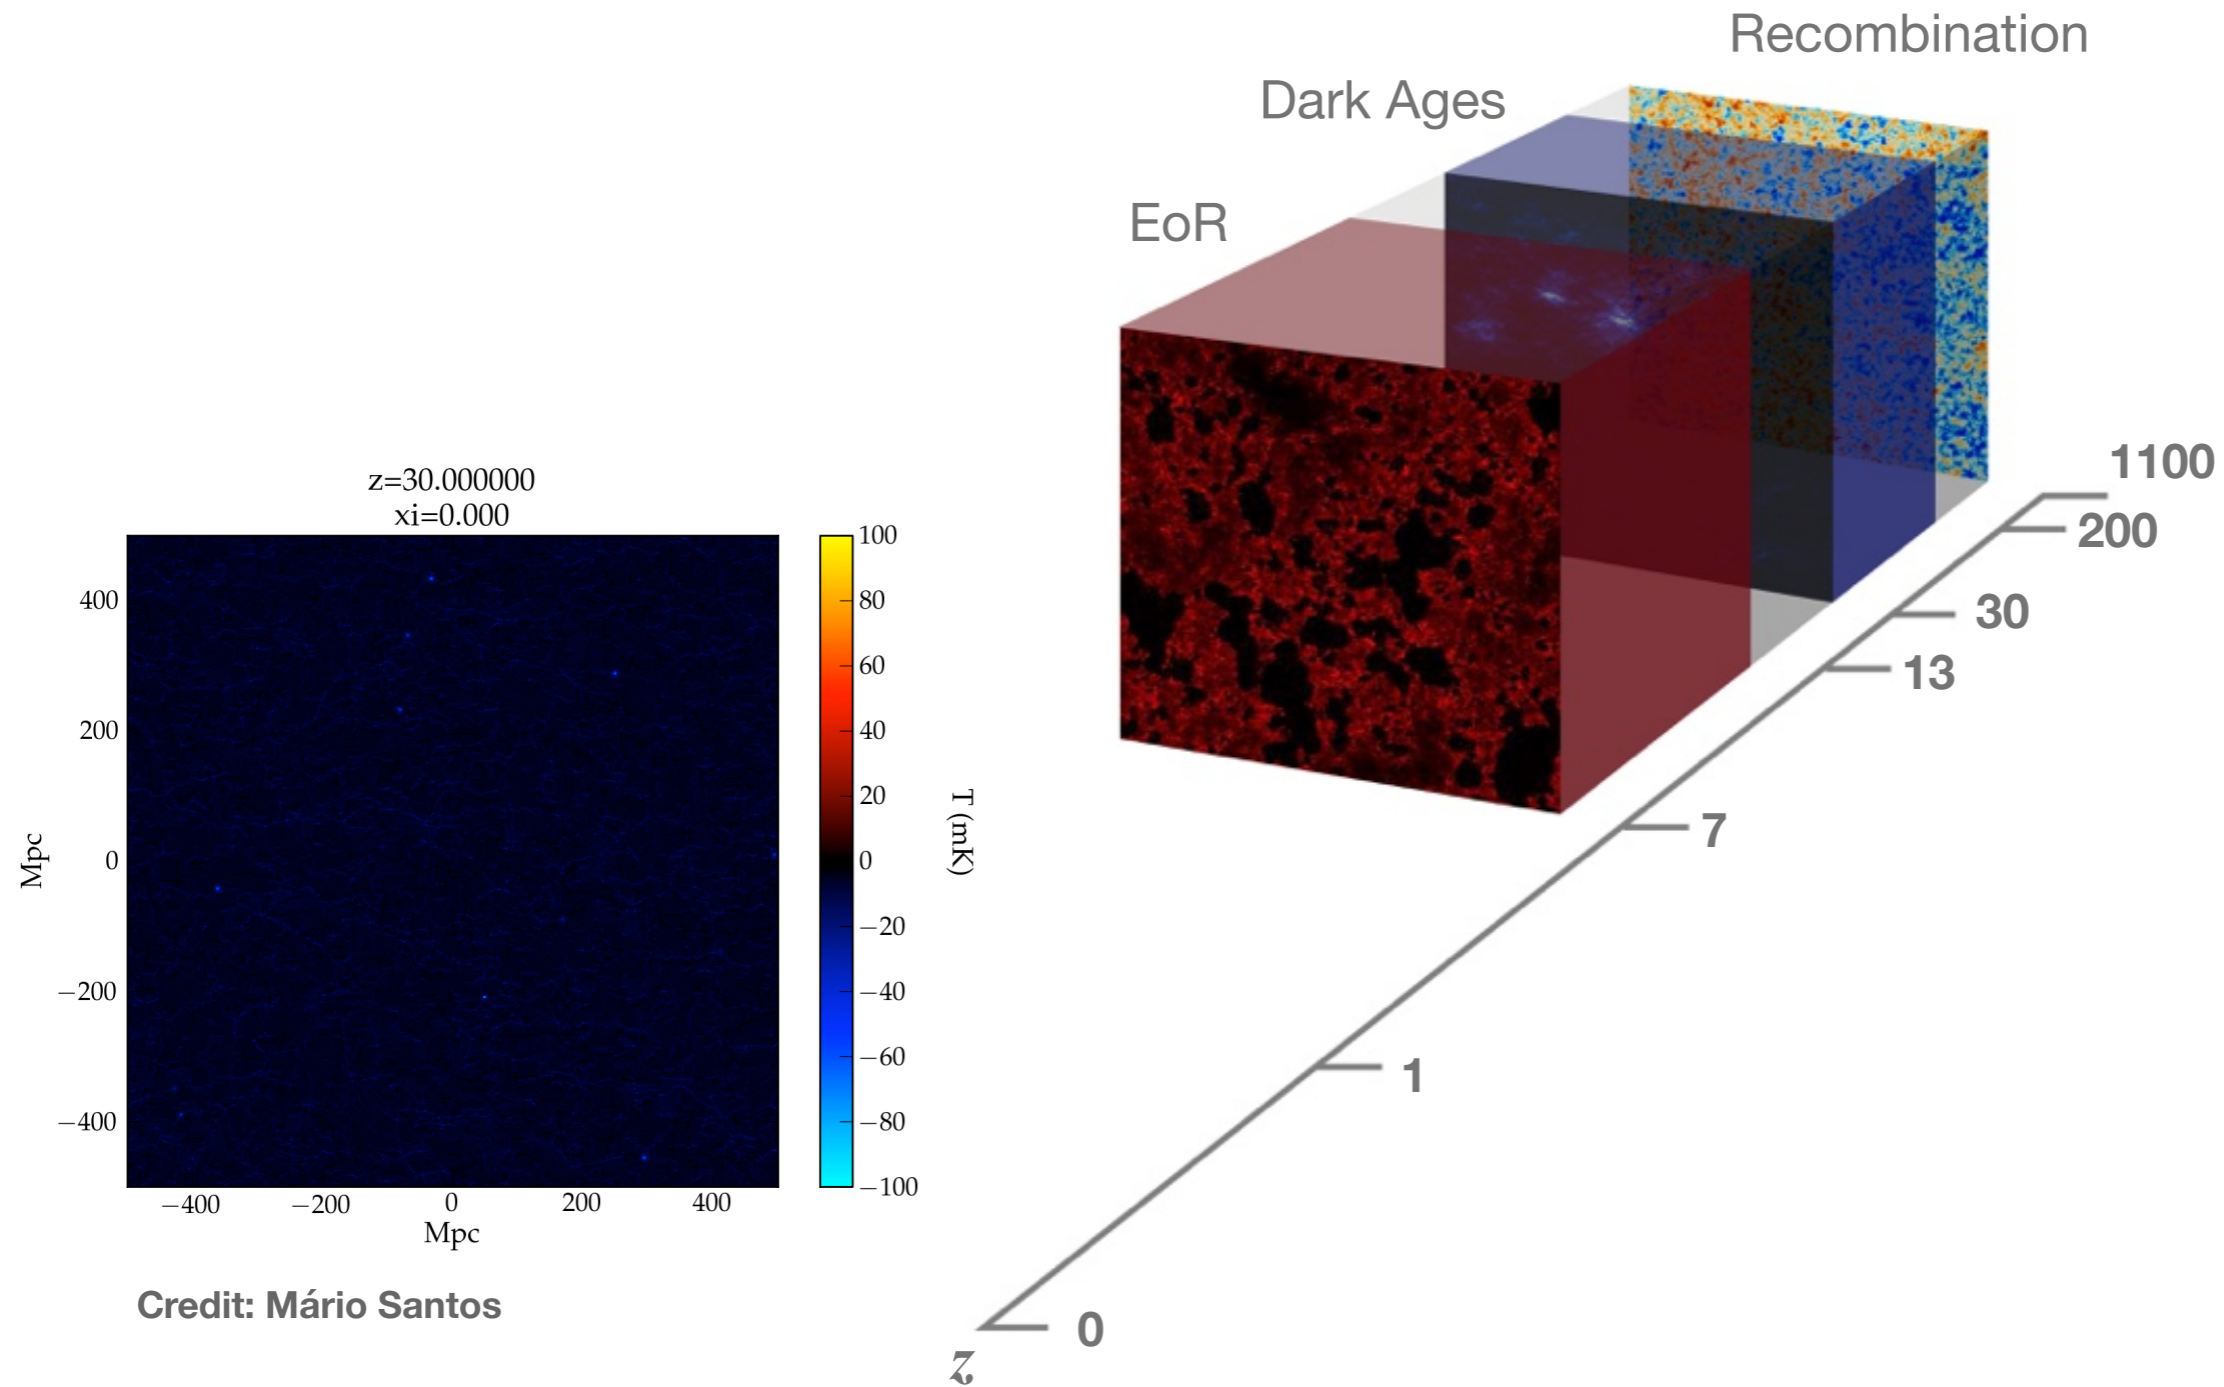 Recombination
Dark Ages
EoR
1100
200
30
13
7
1
0
z
z=30.000000
xi=0.000
400
200
0
−200
−400
Mpc
−400
−200
0
200
400
Mpc
100
80
60
40
20
0
−20
−40
−60
−80
−100
T (mK)
Credit: Mário Santos